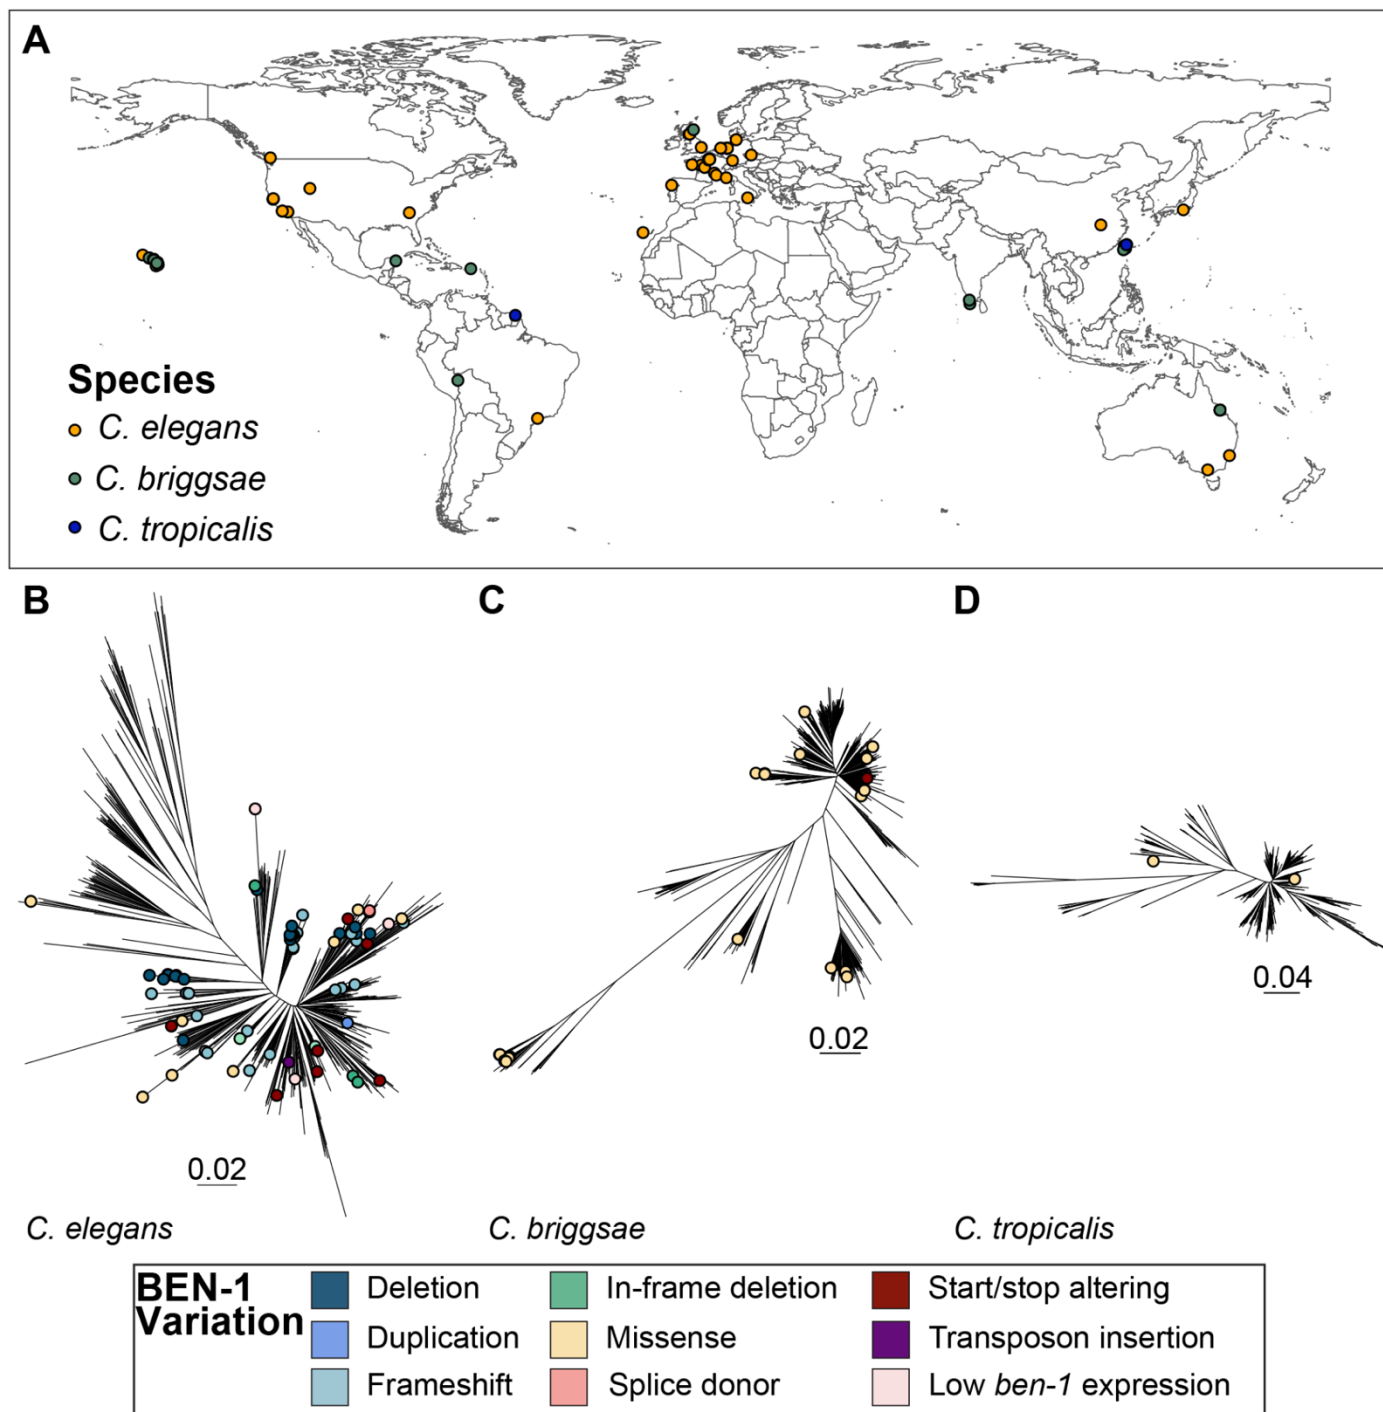 A
Species
C. elegans
C. briggsae
C. tropicalis
B
C
D
0.02
0.02
0.04
C. elegans
C. briggsae
C. tropicalis
BEN-1
Variation
Deletion
In-frame deletion
Start/stop altering
Duplication
Missense
Transposon insertion
Frameshift
Splice donor
Low ben-1 expression